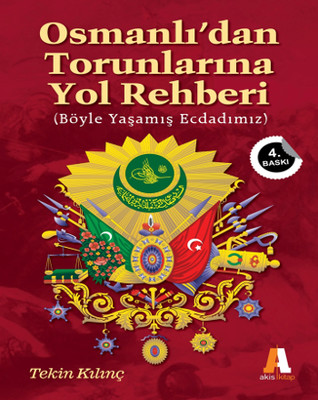 Osmanlı'dan
Torunlarına
Yol Rehberi
(Böyle Yaşamış Ecdadımız)
4.
BASKI
Tekin Kılınç
A
akis kitap